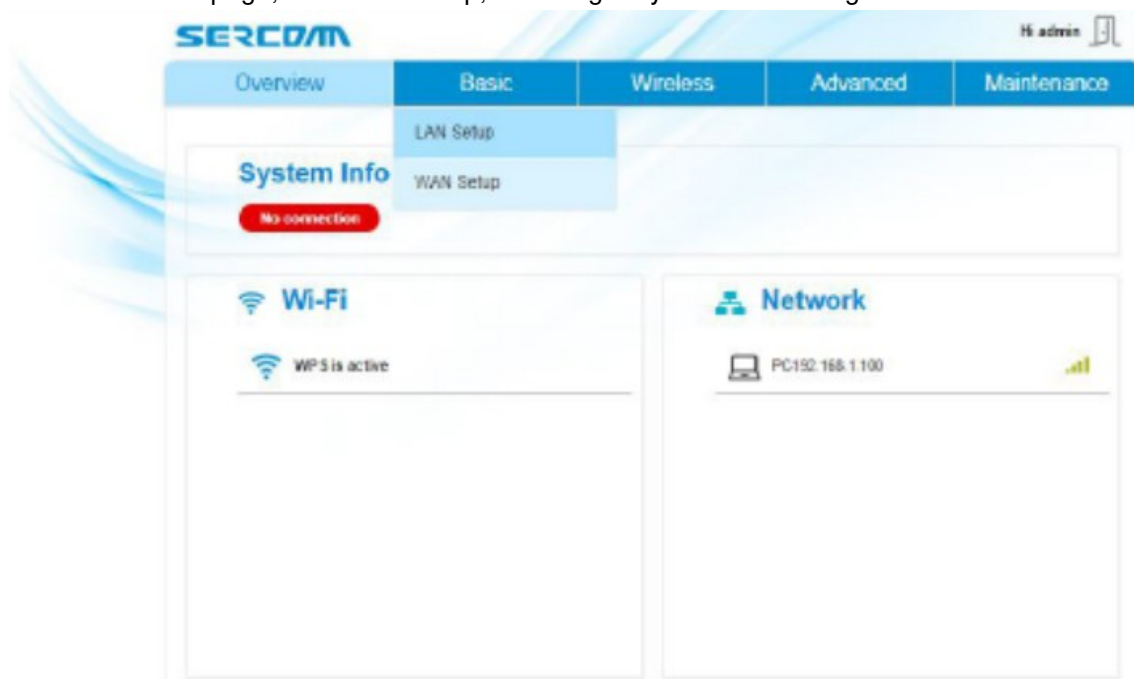 SERCOMM
Hi admin
Overview
Basic
Wireless
Advanced
Maintenance
LAN Setup
WAN Setup
System Info
No connection
Wi-Fi
WPS is active
Network
PC192.168.1.100